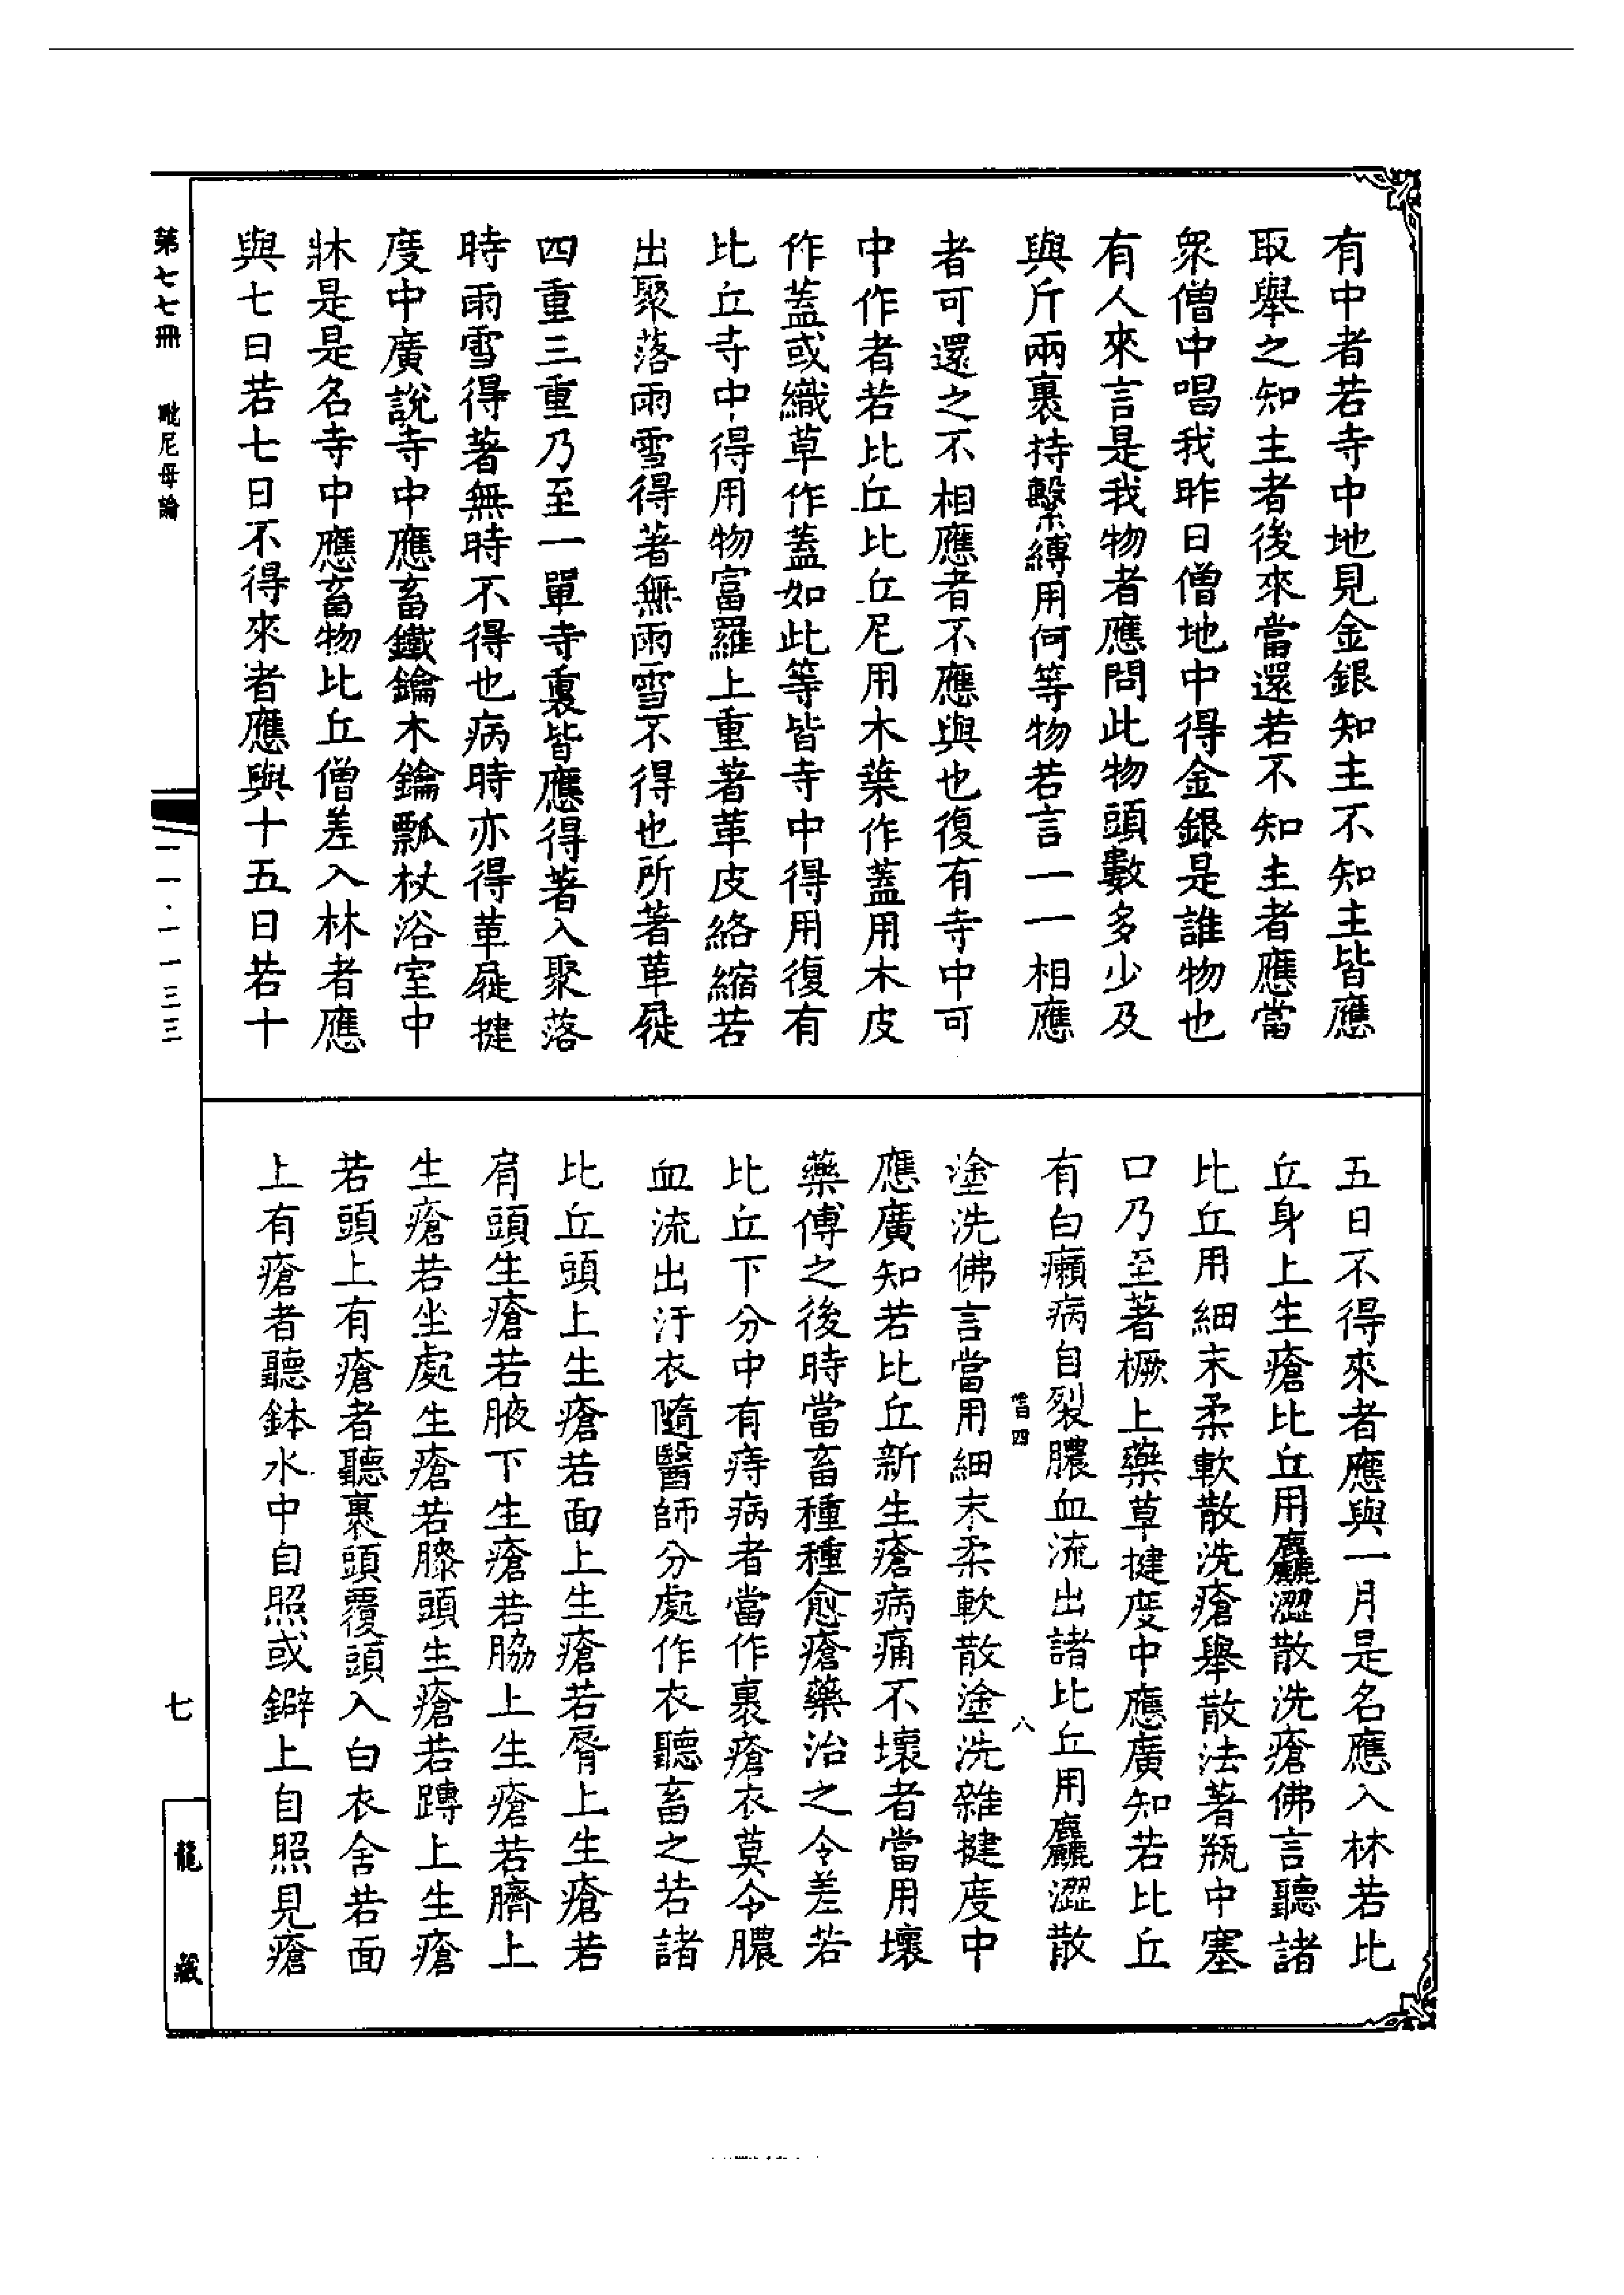 有中者若寺中地見金銀知主不知主皆應
取舉之知主者後來當還若不知主者應當
衆僧中唱我昨日僧地中得金銀是誰物也
有人來言是我物者應問此物頭數多少及
與斤兩裹持繫縛用何等物若言一一相應
者可還之不相應者不應與也復有寺中可
中作者若比丘比丘尼用木葉作蓋用木皮
作蓋或織草作蓋如此等皆寺中得用復有
比丘寺中得用物富羅上重著革皮絡縮若
出聚落雨雪得著無雨雪不得也所著革屣
四重三重乃至一單寺裏皆應得著入聚落
時雨雪得著無時不得也病時亦得革屣揵
度中廣說寺中應畜鐵鑰木鑰瓢杖浴室中
牀是是名寺中應畜物比丘僧差入林者應
與七日若七日不得來者應與十五日若十
五日不得來者應與一月是名應入林若比
丘身上生瘡比丘用麤澀散洗瘡佛言聽諸
比丘用細末柔軟散洗瘡舉散法著瓶中塞
口乃至著橛上藥草揵度中應廣知若比丘
有白癩病自裂膿血流出諸比丘用麤澀散
四 八
塗洗佛言當用細末柔軟散塗洗雜揵度中
應廣知若比丘新生瘡病痛不壞者當用壞
藥傅之後時當畜種種愈瘡藥治之令差若
比丘下分中有痔病者當作裹瘡衣莫令膿
血流出汙衣隨醫師分處作衣聽畜之若諸
比丘頭上生瘡若面上生瘡若脣上生瘡若
肩頭生瘡若腋下生瘡若脇上生瘡若臍上
生瘡若坐處生瘡若膝頭生瘡若䏝上生瘡
若頭上有瘡者聽裹頭覆頭入白衣舍若面
上有瘡者聽鉢水中自照或鐴上自照見瘡
第七七冊 毗尼母論
一一·一一三三
七
龍藏